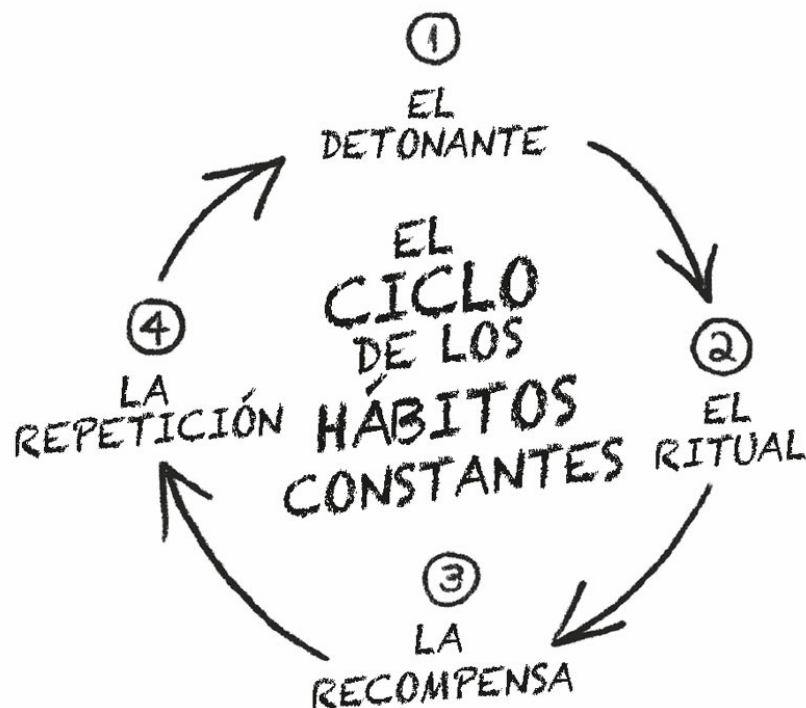 1
EL
DETONANTE
EL
CICLO
DE LOS
HÁBITOS
CONSTANTES
2
EL
RITUAL
3
LA
RECOMPENSA
4
LA
REPETICIÓN